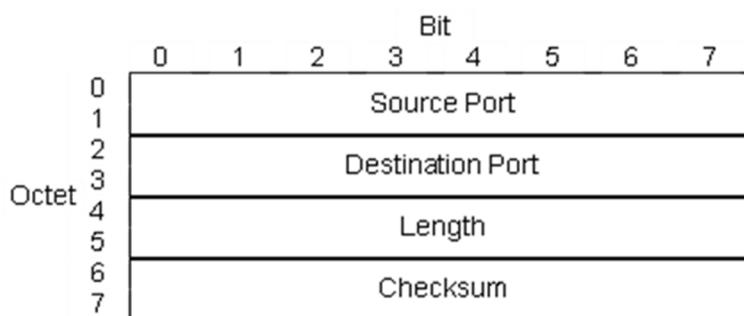 Bit
0 1 2 3 4 5 6 7
0
Source Port
1
2
Destination Port
3
Octet
4
Length
5
6
Checksum
7